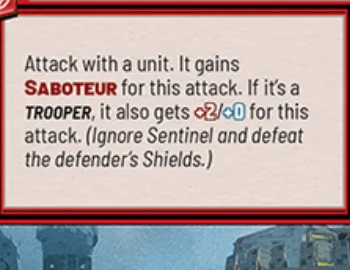 Attack with a unit. It gains
SABOTEUR for this attack. If it's a
TROOPER, it also gets +2/+0 for this
attack. (Ignore Sentinel and defeat
the defender's Shields.)